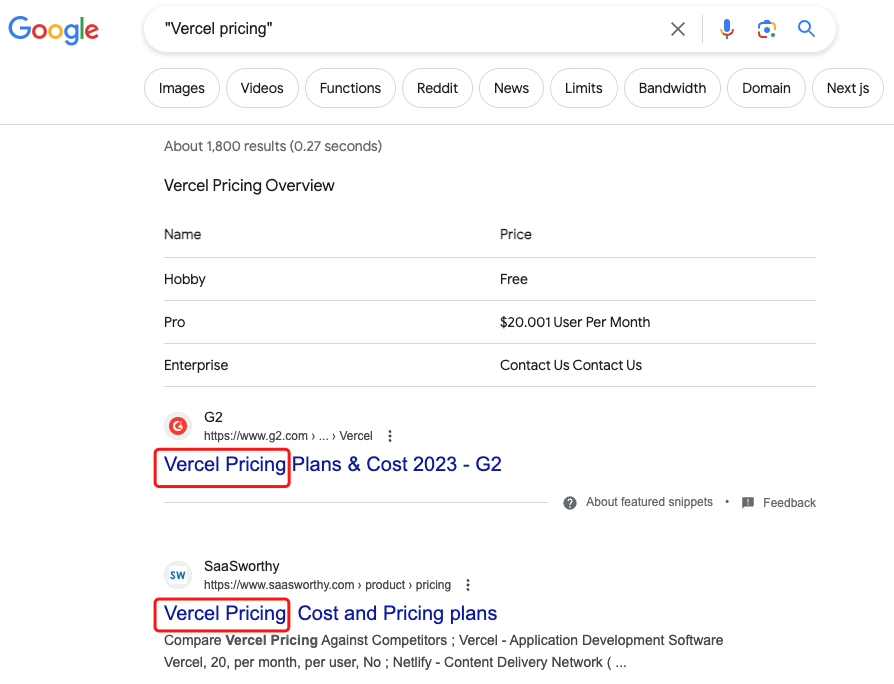 Google
"Vercel pricing"
Images Videos Functions Reddit News Limits Bandwidth Domain Next js
About 1,800 results (0.27 seconds)
Vercel Pricing Overview
Name Price
Hobby Free
Pro $20.001 User Per Month
Enterprise Contact Us Contact Us
G2
https://www.g2.com › ... › Vercel
Vercel Pricing Plans & Cost 2023 - G2
About featured snippets • Feedback
SW
SaaSworthy
https://www.saasworthy.com › product › pricing
Vercel Pricing Cost and Pricing plans
Compare Vercel Pricing Against Competitors ; Vercel - Application Development Software
Vercel, 20, per month, per user, No ; Netlify - Content Delivery Network ( ...